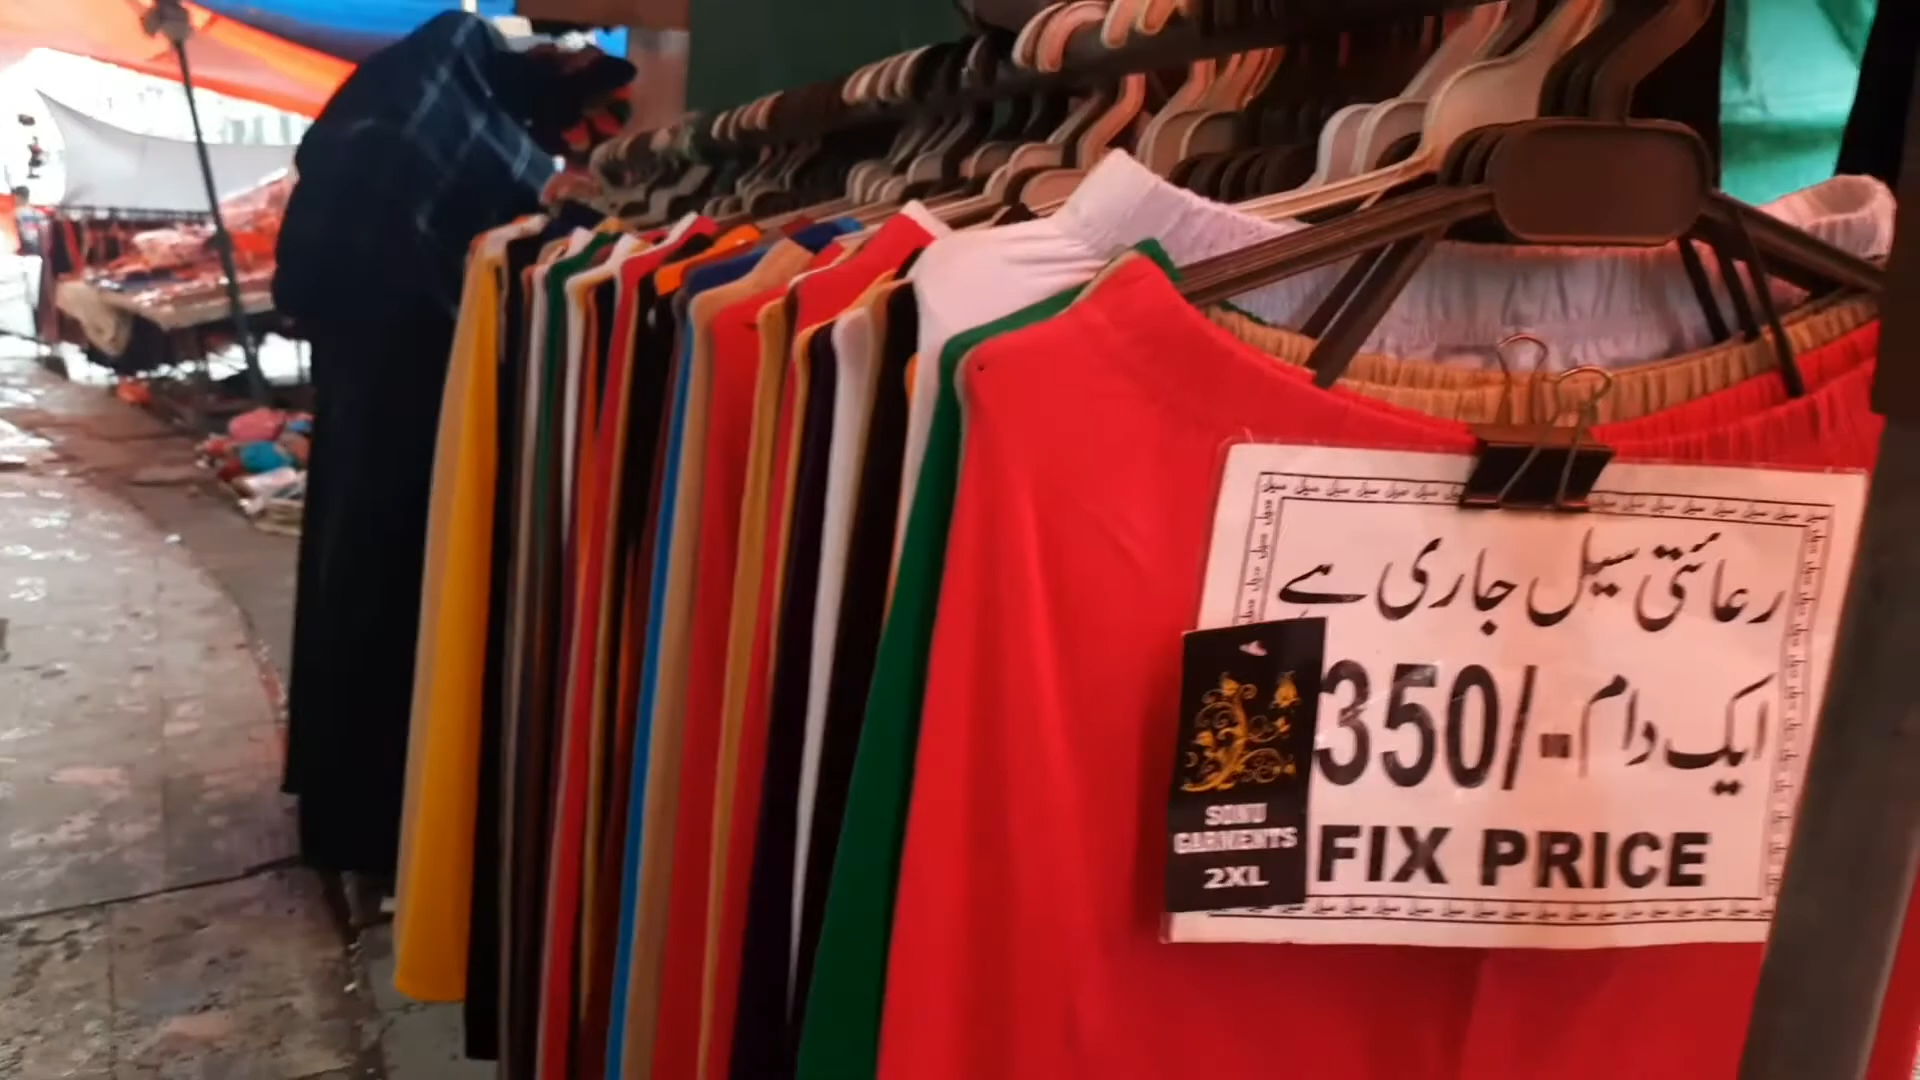 رعائتی سیل جاری ہے
ایک دام 350/-
FIX PRICE
SONU
GARMENTS
2XL